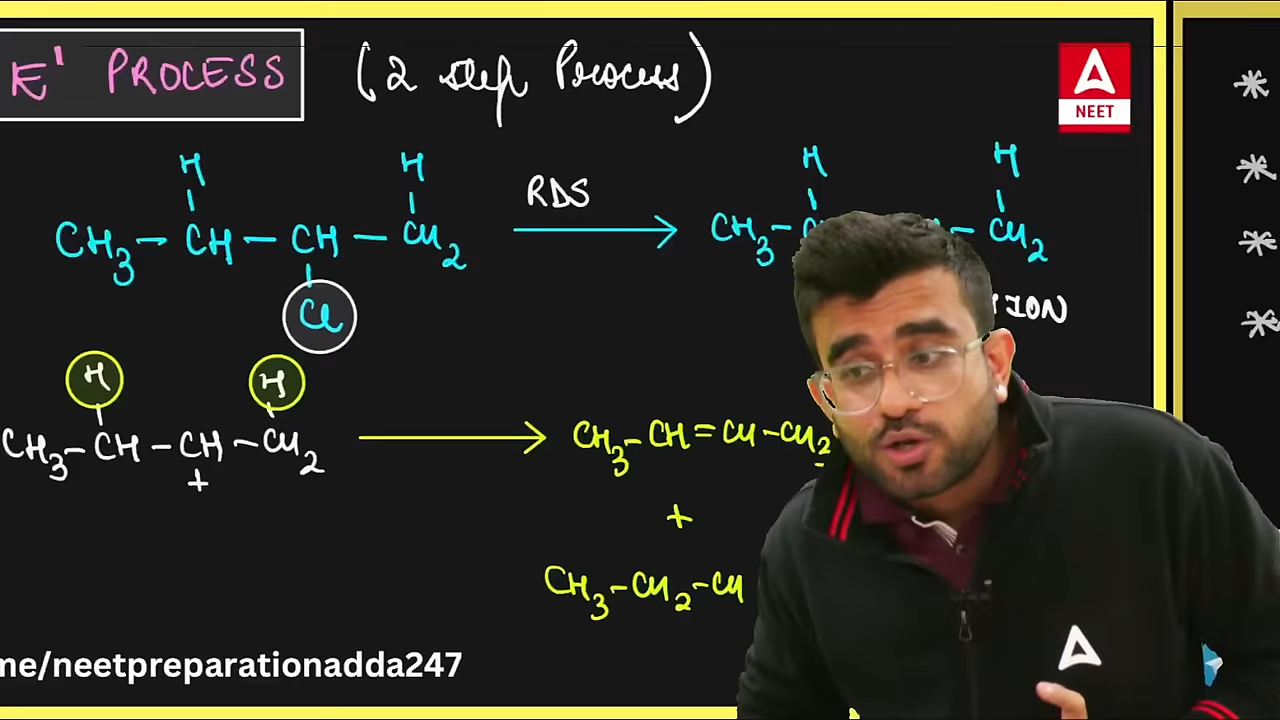 E' PROCESS (2 step Process)
NEET
H H
CH3 – CH – CH – CH2
Cl
RDS
H H
CH3 – CH2
ION
H H
CH3 – CH – CH – CH2
+
CH3 – CH = CH – CH2
+
CH3 – CH2 – CH
me/neetpreparationadda247